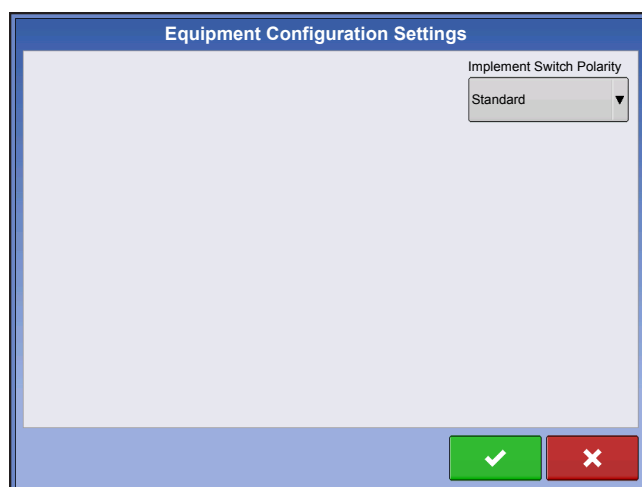 Equipment Configuration Settings
Implement Switch Polarity
Standard